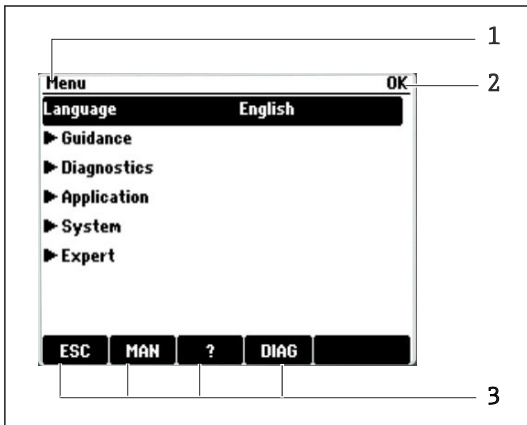 1
Menu OK 2
Language English
Guidance
Diagnostics
Application
System
Expert
ESC MAN ? DIAG
3